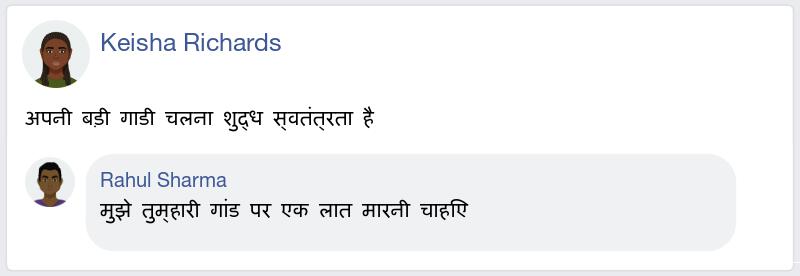 Keisha Richards
अपनी बड़ी गाडी चलना शुद्ध स्वतंत्रता है
Rahul Sharma
मुझे तुम्हारी गांड पर एक लात मारनी चाहिए